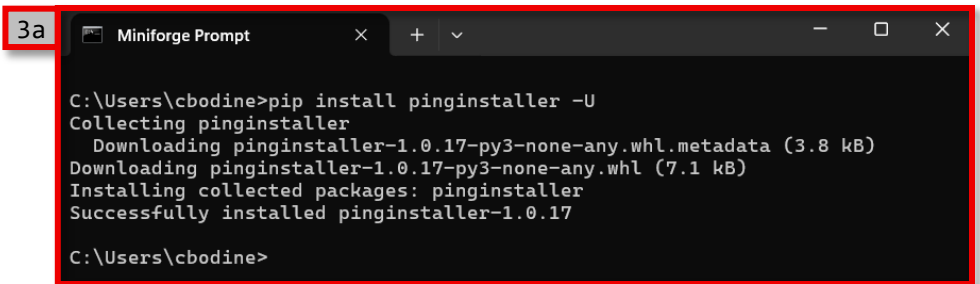 3a
Miniforge Prompt
C:\Users\cbodine>pip install pinginstaller -U
Collecting pinginstaller
  Downloading pinginstaller-1.0.17-py3-none-any.whl.metadata (3.8 kB)
Downloading pinginstaller-1.0.17-py3-none-any.whl (7.1 kB)
Installing collected packages: pinginstaller
Successfully installed pinginstaller-1.0.17
C:\Users\cbodine>